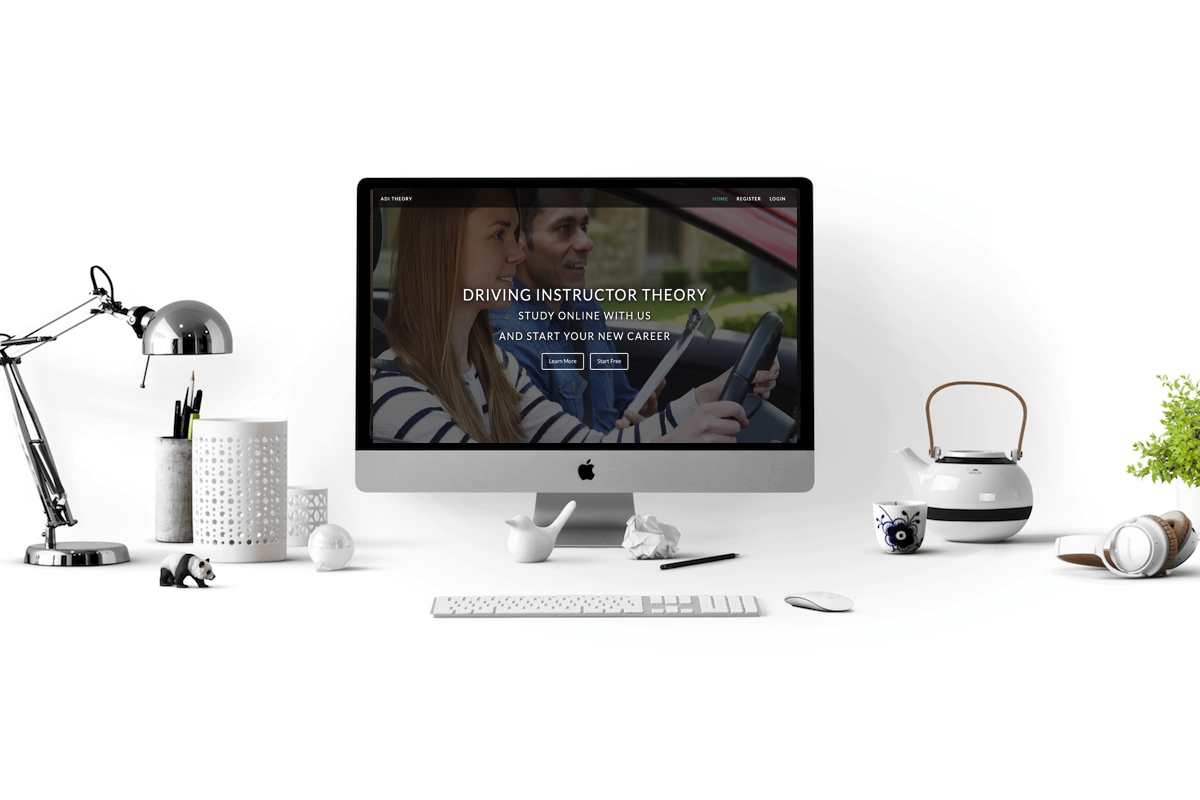 ADI THEORY
HOME REGISTER LOGIN
DRIVING INSTRUCTOR THEORY
STUDY ONLINE WITH US
AND START YOUR NEW CAREER
Learn More Start Free